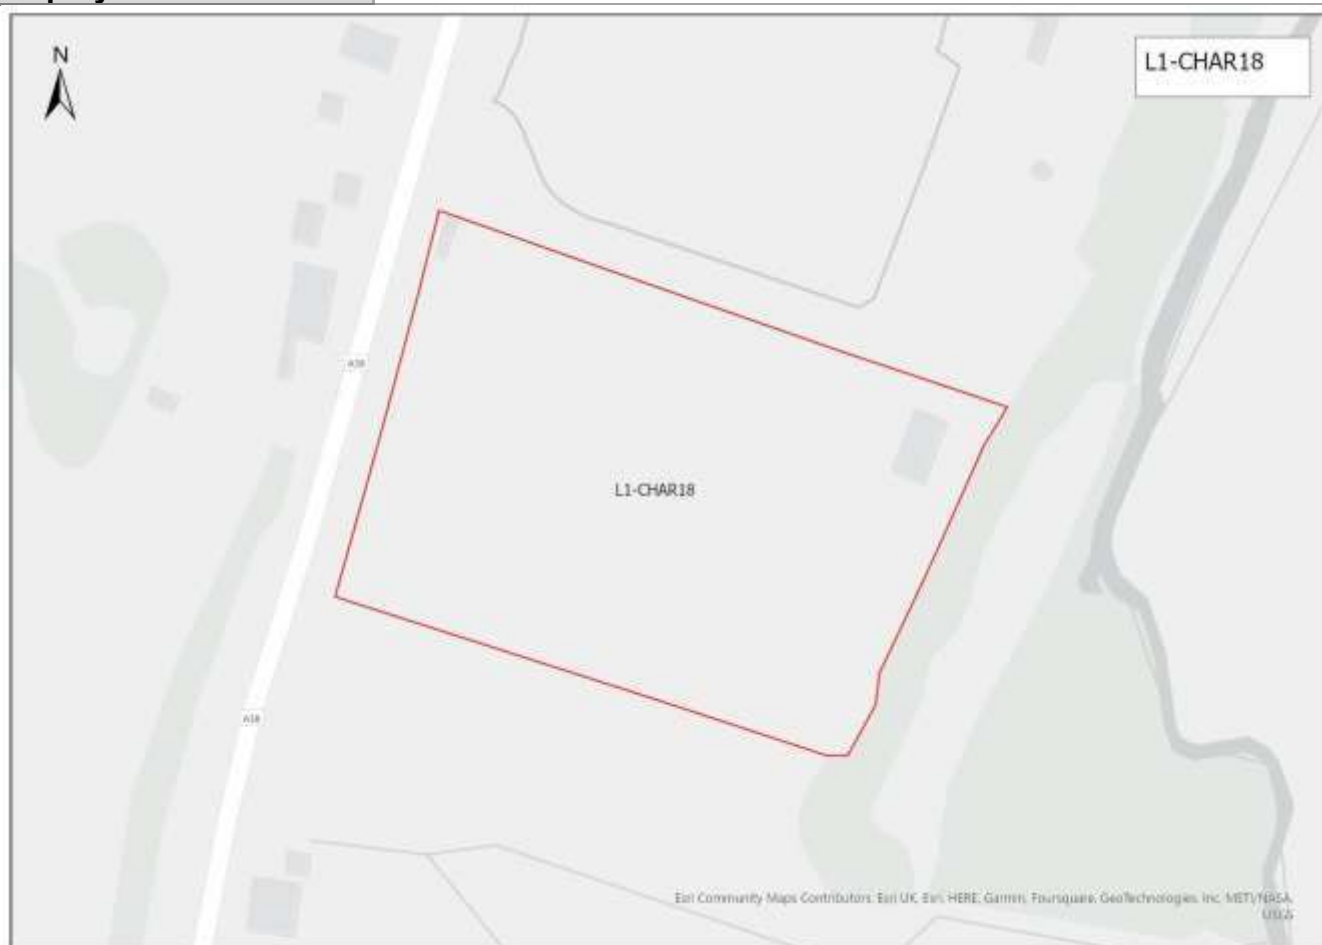 N
L1-CHAR18
A38
L1-CHAR18
A38
Esri Community Maps Contributors, Esri UK, Esri, HERE, Garmin, Foursquare, GeoTechnologies, Inc, METI/NASA,
USGS